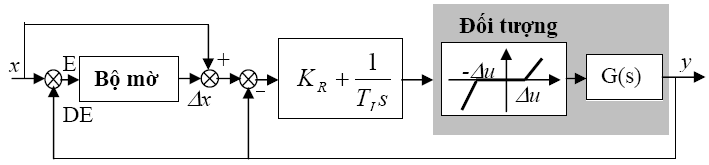 Đối tượng
x
E
Bộ mờ
+
Δx
DE
−
K_R + 1/(T_I s)
-Δu
Δu
G(s)
y